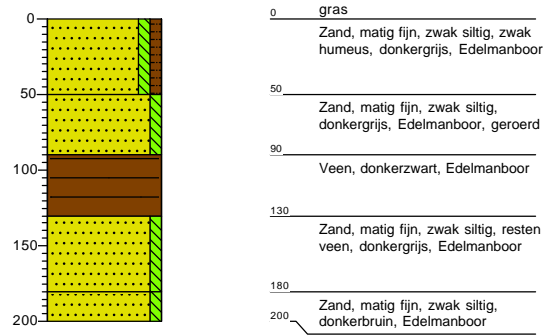 0
50
100
150
200
0
gras
Zand, matig fijn, zwak siltig, zwak
humeus, donkergrijs, Edelmanboor
50
Zand, matig fijn, zwak siltig,
donkergrijs, Edelmanboor, geroerd
90
Veen, donkerzwart, Edelmanboor
130
Zand, matig fijn, zwak siltig, resten
veen, donkergrijs, Edelmanboor
180
Zand, matig fijn, zwak siltig,
donkerbruin, Edelmanboor
200